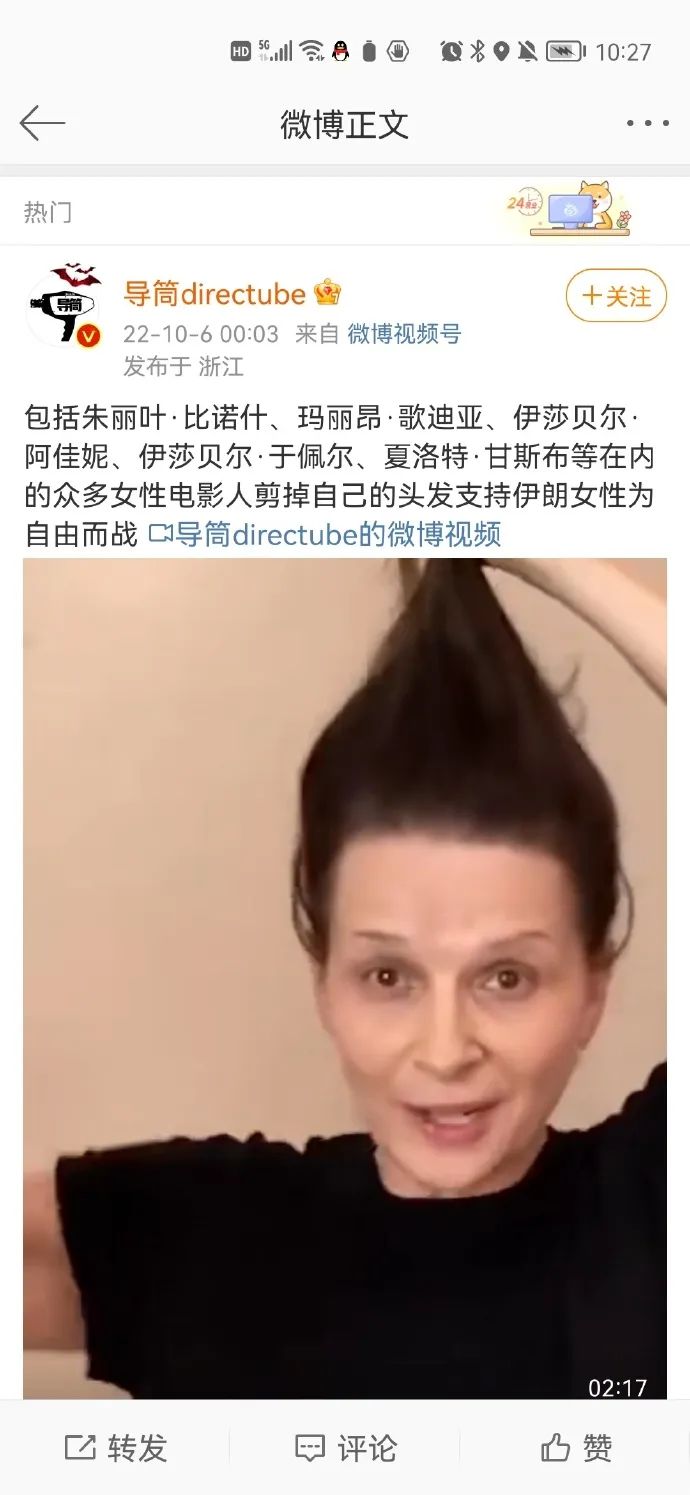 HD 5G 10:27
微博正文
热门
24营业
导筒
导筒directube
+关注
22-10-6 00:03 来自 微博视频号
发布于 浙江
包括朱丽叶·比诺什、玛丽昂·歌迪亚、伊莎贝尔·
阿佳妮、伊莎贝尔·于佩尔、夏洛特·甘斯布等在内
的众多女性电影人剪掉自己的头发支持伊朗女性为
自由而战 导筒directube的微博视频
02:17
转发 评论 赞